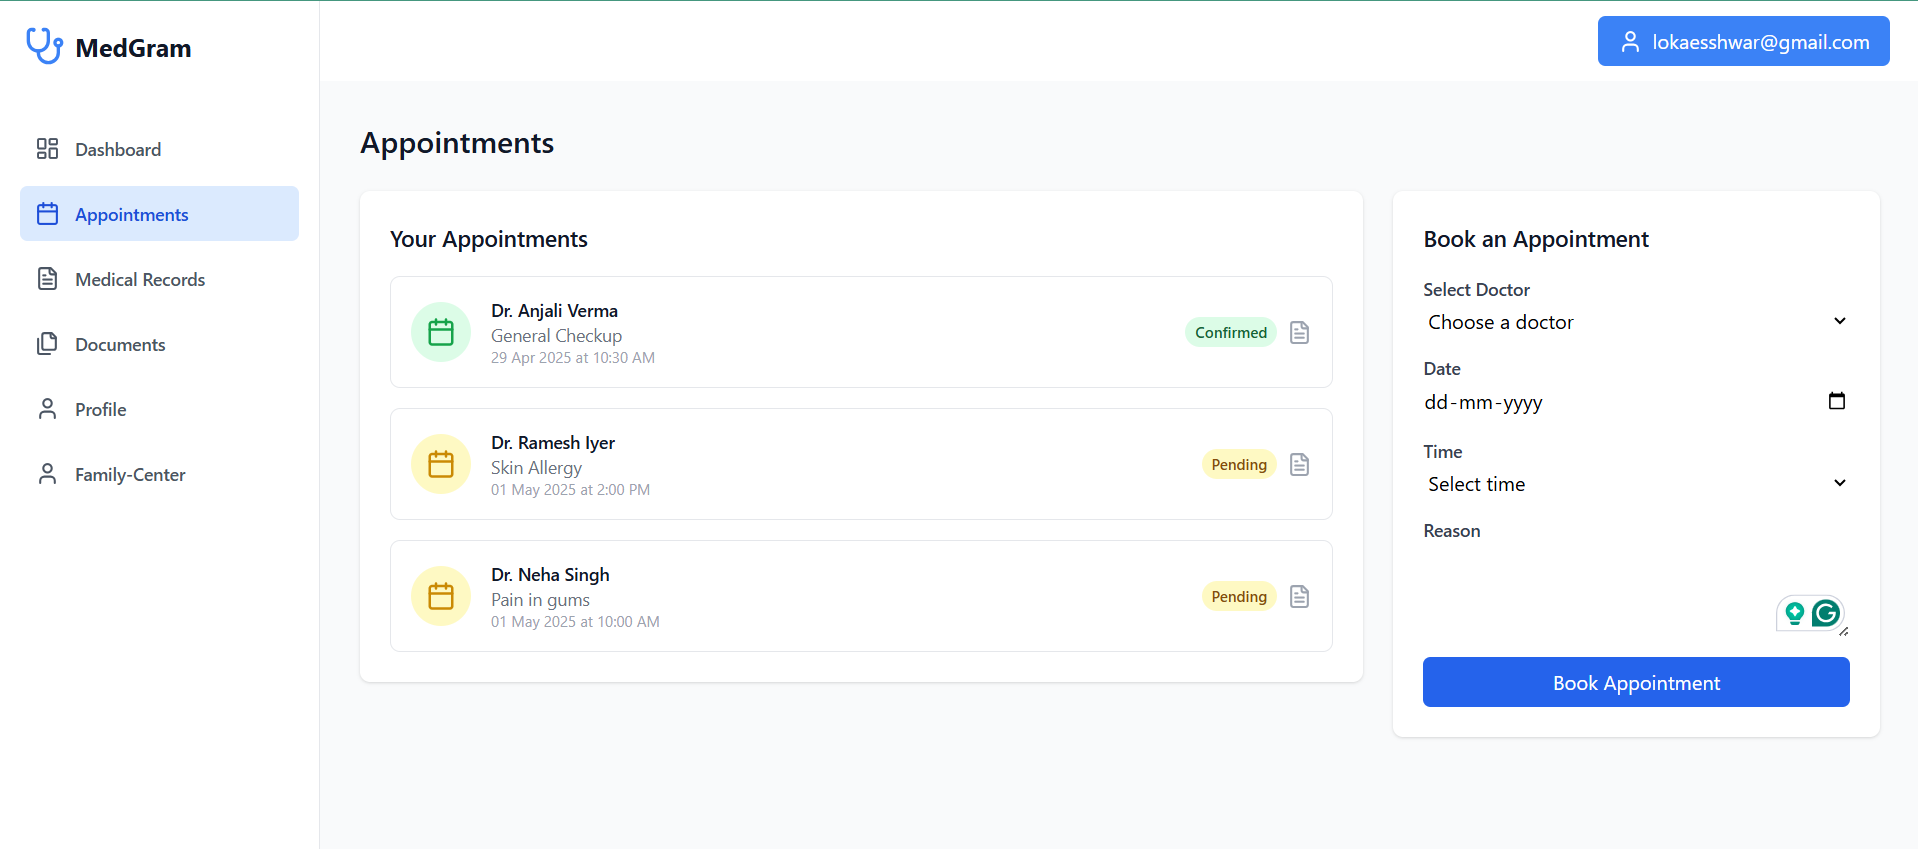 MedGram
lokaesshwar@gmail.com
Dashboard
Appointments
Medical Records
Documents
Profile
Family-Center
Appointments
Your Appointments
Dr. Anjali Verma
General Checkup
29 Apr 2025 at 10:30 AM
Confirmed
Dr. Ramesh Iyer
Skin Allergy
01 May 2025 at 2:00 PM
Pending
Dr. Neha Singh
Pain in gums
01 May 2025 at 10:00 AM
Pending
Book an Appointment
Select Doctor
Choose a doctor
Date
dd-mm-yyyy
Time
Select time
Reason
Book Appointment